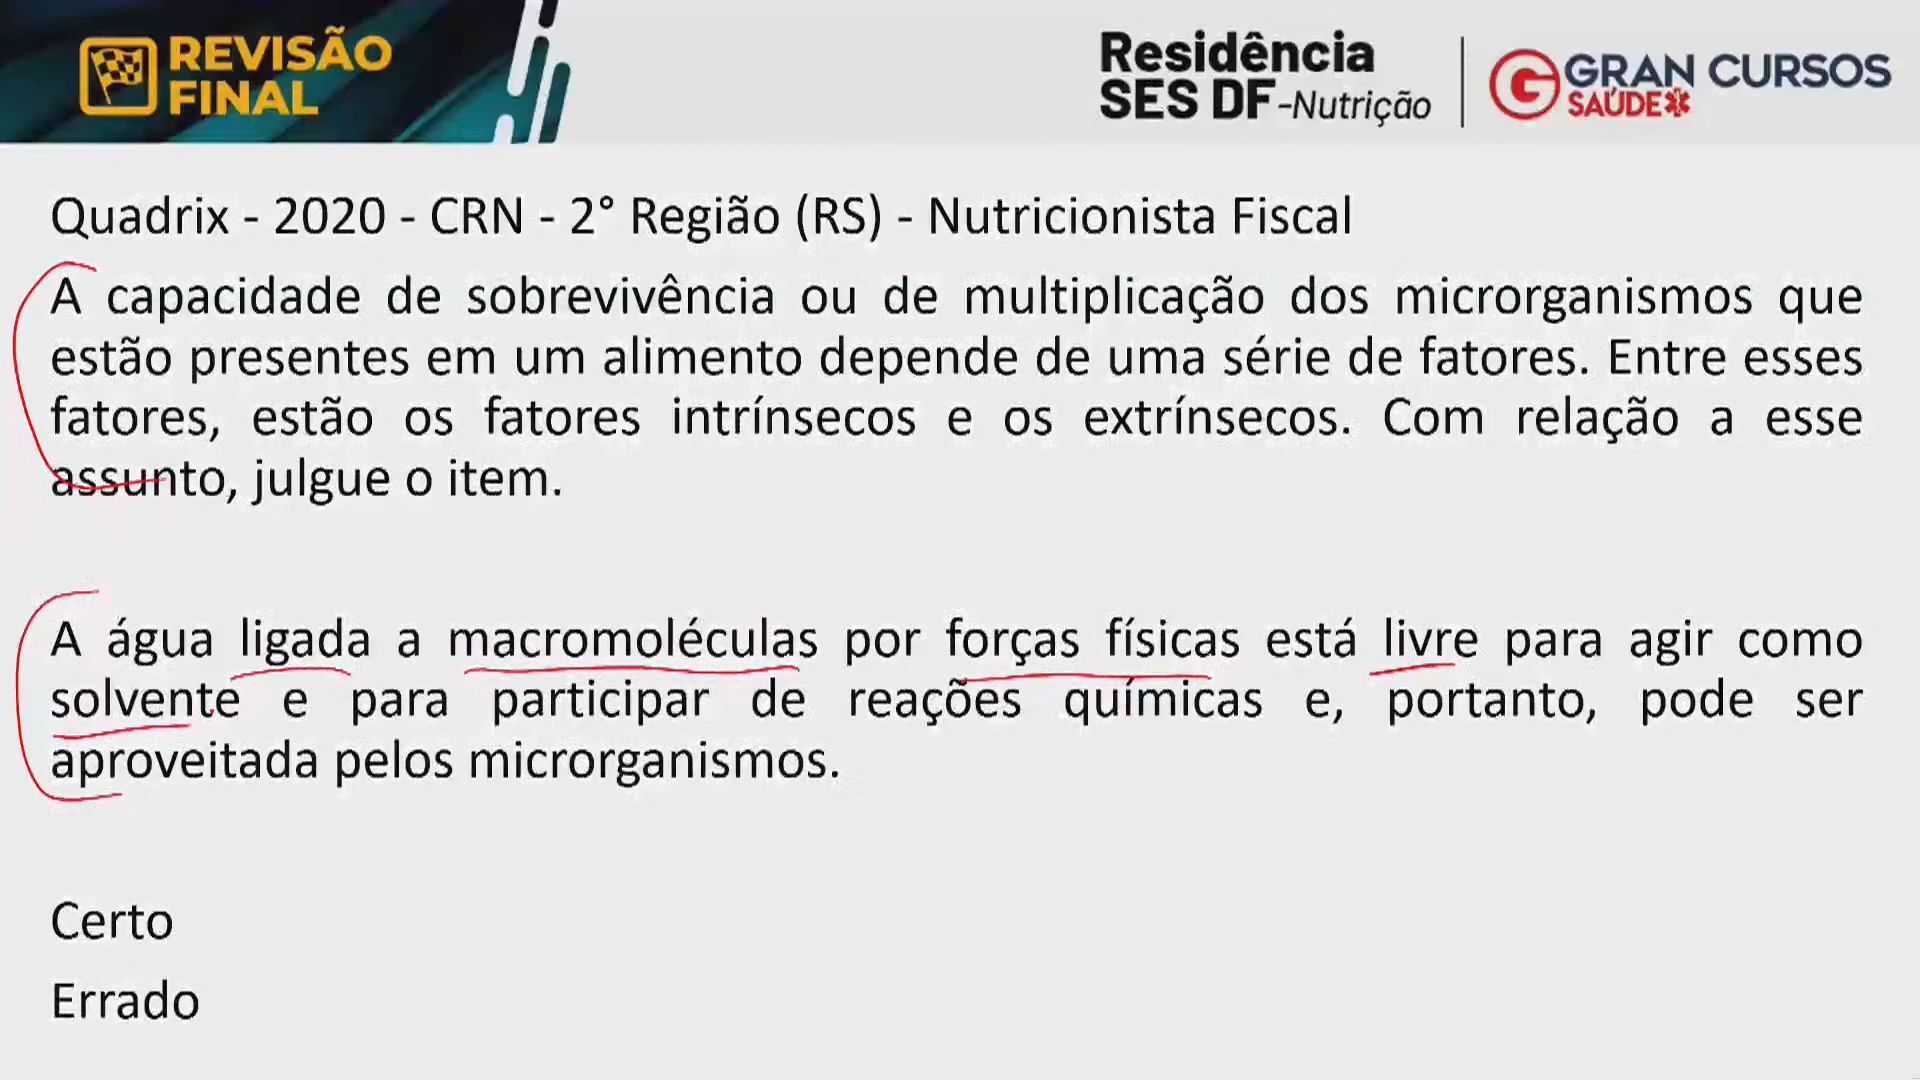 REVISÃO
FINAL
Residência
SES DF-Nutrição
GRAN CURSOS
SAÚDE
Quadrix - 2020 - CRN - 2° Região (RS) - Nutricionista Fiscal
A capacidade de sobrevivência ou de multiplicação dos microrganismos que
estão presentes em um alimento depende de uma série de fatores. Entre esses
fatores, estão os fatores intrínsecos e os extrínsecos. Com relação a esse
assunto, julgue o item.
A água ligada a macromoléculas por forças físicas está livre para agir como
solvente e para participar de reações químicas e, portanto, pode ser
aproveitada pelos microrganismos.
Certo
Errado